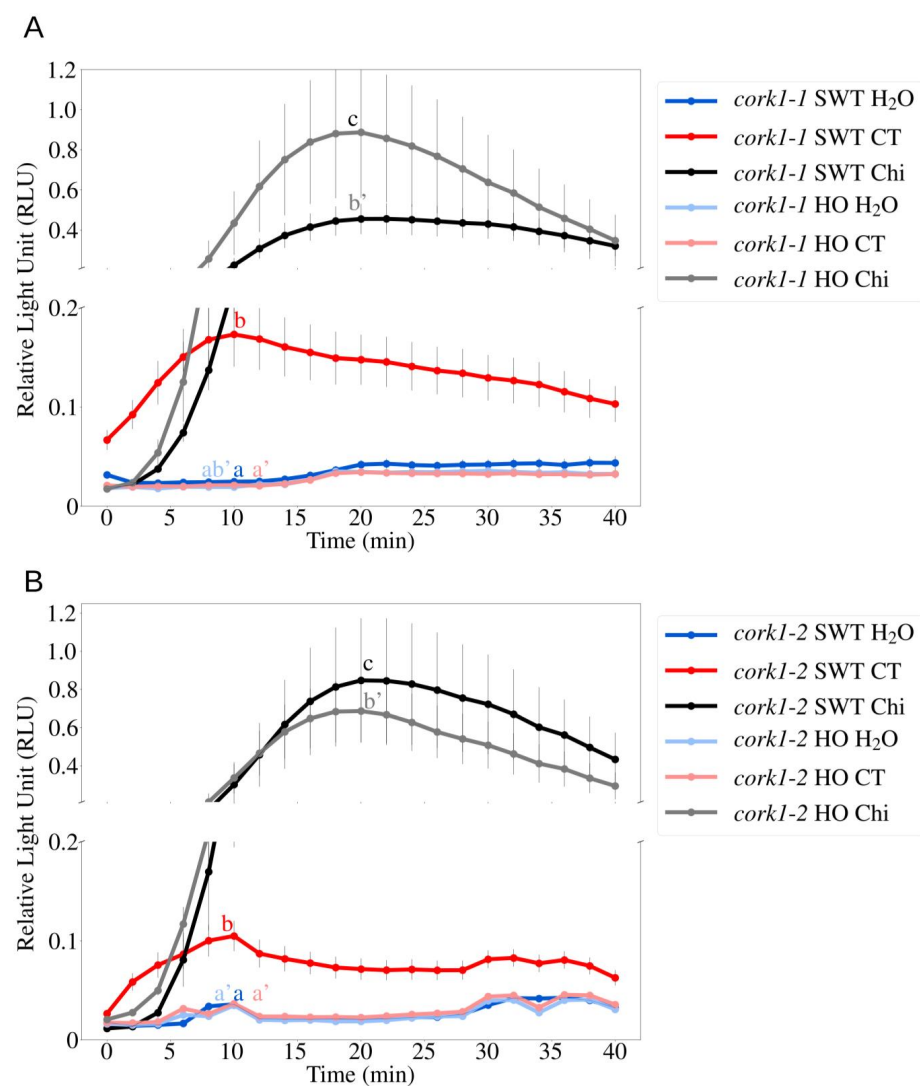 A
1.2
1.0
0.8
0.6
0.4
0.2
0.1
0
Relative Light Unit (RLU)
c
b'
b
ab' a a'
0 5 10 15 20 25 30 35 40
Time (min)
cork1-1 SWT H₂O
cork1-1 SWT CT
cork1-1 SWT Chi
cork1-1 HO H₂O
cork1-1 HO CT
cork1-1 HO Chi
B
1.2
1.0
0.8
0.6
0.4
0.2
0.1
0
Relative Light Unit (RLU)
c
b'
b
a' a a'
0 5 10 15 20 25 30 35 40
Time (min)
cork1-2 SWT H₂O
cork1-2 SWT CT
cork1-2 SWT Chi
cork1-2 HO H₂O
cork1-2 HO CT
cork1-2 HO Chi